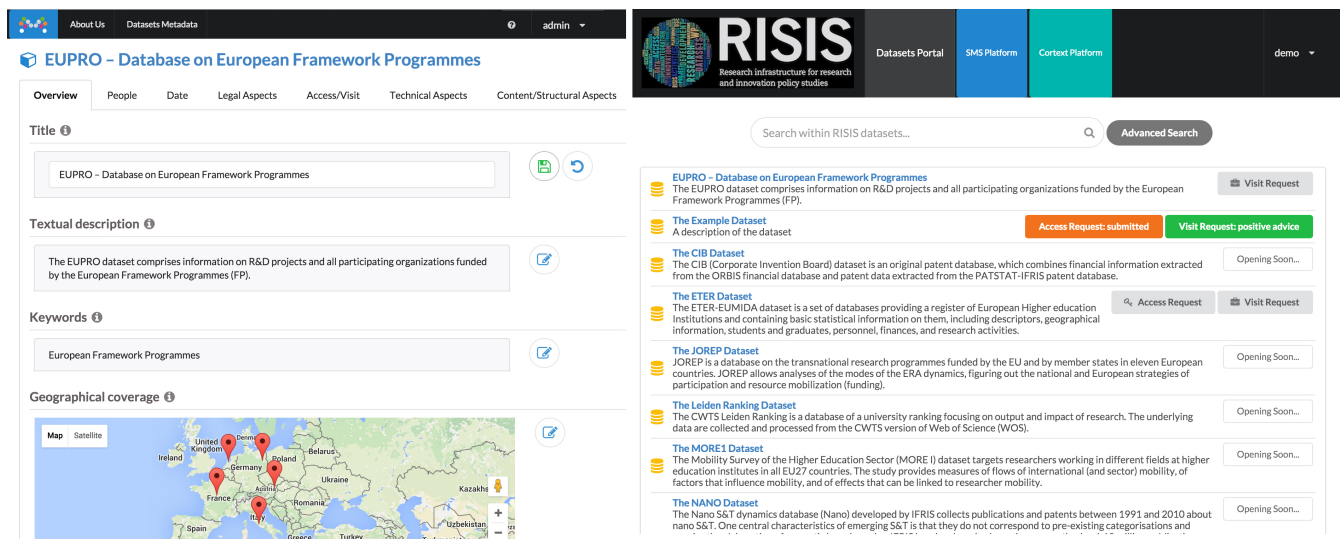 About Us
Datasets Metadata
admin
EUPRO – Database on European Framework Programmes
Overview
People
Date
Legal Aspects
Access/Visit
Technical Aspects
Content/Structural Aspects
Title
EUPRO – Database on European Framework Programmes
Textual description
The EUPRO dataset comprises information on R&D projects and all participating organizations funded
by the European Framework Programmes (FP).
Keywords
European Framework Programmes
Geographical coverage
Map
Satellite
United
Kingdom
Ireland
Poland
Belarus
Germany
Ukraine
Austria
Kazakhs
France
Romania
Italy
Spain
Uzbekistan
Greece
Turkey
RISIS
Research infrastructure for research
and innovation policy studies
Datasets Portal
SMS Platform
Cortext Platform
demo
Search within RISIS datasets...
Advanced Search
EUPRO – Database on European Framework Programmes
The EUPRO dataset comprises information on R&D projects and all participating organizations funded by the European
Framework Programmes (FP).
Visit Request
The Example Dataset
A description of the dataset
Access Request: submitted
Visit Request: positive advice
The CIB Dataset
The CIB (Corporate Invention Board) dataset is an original patent database, which combines financial information extracted
from the ORBIS financial database and patent data extracted from the PATSTAT-IFRIS patent database.
Opening Soon...
The ETER Dataset
The ETER-EUMIDA dataset is a set of databases providing a register of European Higher education
Institutions and containing basic statistical information on them, including descriptors, geographical
information, students and graduates, personnel, finances, and research activities.
Access Request
Visit Request
The JOREP Dataset
JOREP is a database on the transnational research programmes funded by the EU and by member states in eleven European
countries. JOREP allows analyses of the modes of the ERA dynamics, figuring out the national and European strategies of
participation and resource mobilization (funding).
Opening Soon...
The Leiden Ranking Dataset
The CWTS Leiden Ranking is a database of a university ranking focusing on output and impact of research. The underlying
data are collected and processed from the CWTS version of Web of Science (WOS).
Opening Soon...
The MORE1 Dataset
The Mobility Survey of the Higher Education Sector (MORE I) dataset targets researchers working in different fields at higher
education institutes in all EU27 countries. The study provides measures of flows of international (and sector) mobility, of
factors that influence mobility, and of effects that can be linked to researcher mobility.
Opening Soon...
The NANO Dataset
The Nano S&T dynamics database (Nano) developed by IFRIS collects publications and patents between 1991 and 2010 about
nano S&T. One central characteristics of emerging S&T is that they do not correspond to pre-existing categorisations and
Opening Soon...